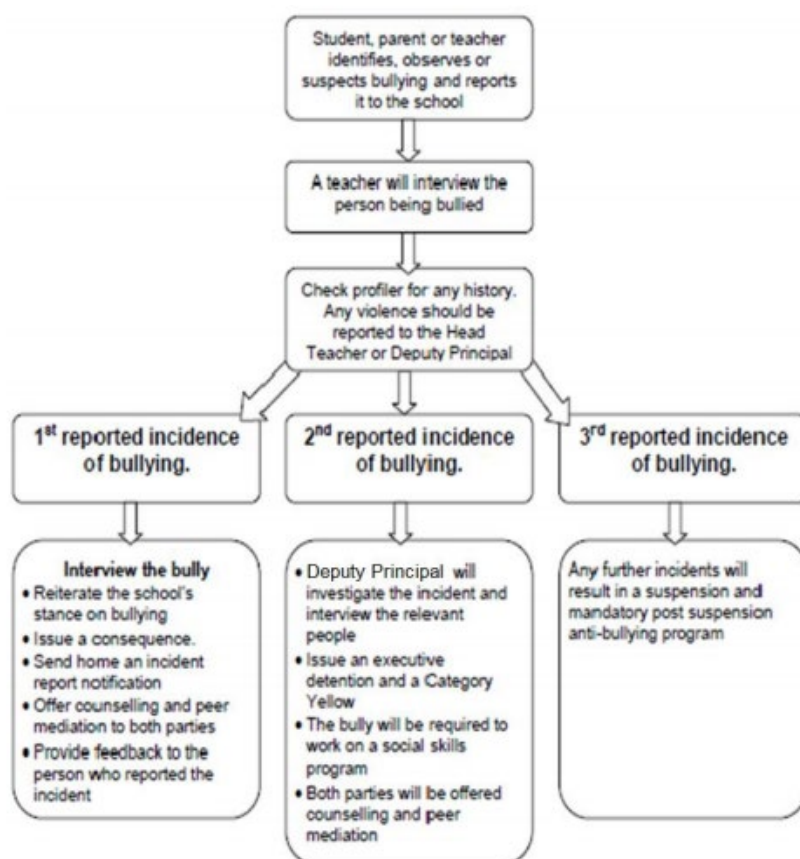 Student, parent or teacher
identifies, observes or
suspects bullying and reports
it to the school
A teacher will interview the
person being bullied
Check profiler for any history.
Any violence should be
reported to the Head
Teacher or Deputy Principal
1st reported incidence
of bullying.
2nd reported incidence
of bullying.
3rd reported incidence
of bullying.
Interview the bully
• Reiterate the school's
stance on bullying
• Issue a consequence.
• Send home an incident
report notification
• Offer counselling and peer
mediation to both parties
• Provide feedback to the
person who reported the
incident
• Deputy Principal will
investigate the incident and
interview the relevant
people
• Issue an executive
detention and a Category
Yellow
• The bully will be required to
work on a social skills
program
• Both parties will be offered
counselling and peer
mediation
Any further incidents will
result in a suspension and
mandatory post suspension
anti-bullying program